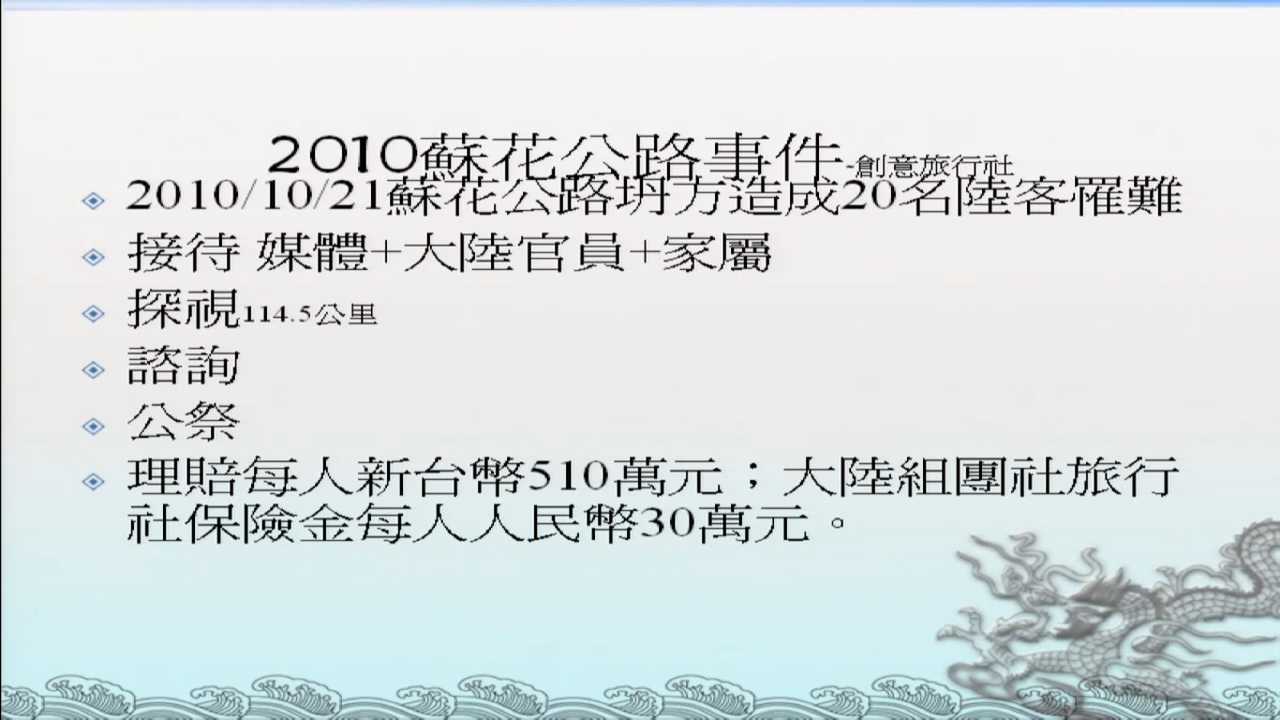 2010蘇花公路事件-創意旅行社
2010/10/21蘇花公路坍方造成20名陸客罹難
接待 媒體+大陸官員+家屬
探視114.5公里
諮詢
公祭
理賠每人新台幣510萬元；大陸組團社旅行
社保險金每人人民幣30萬元。